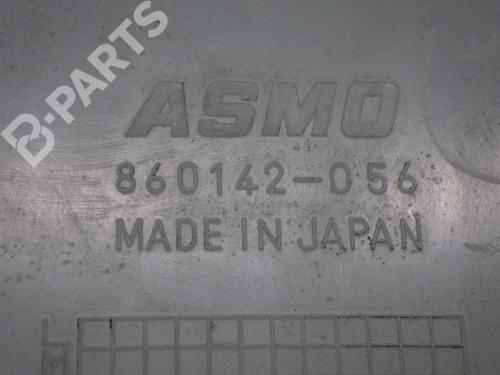 B-PARTS
ASMO
860142-056
MADE IN JAPAN
L
M